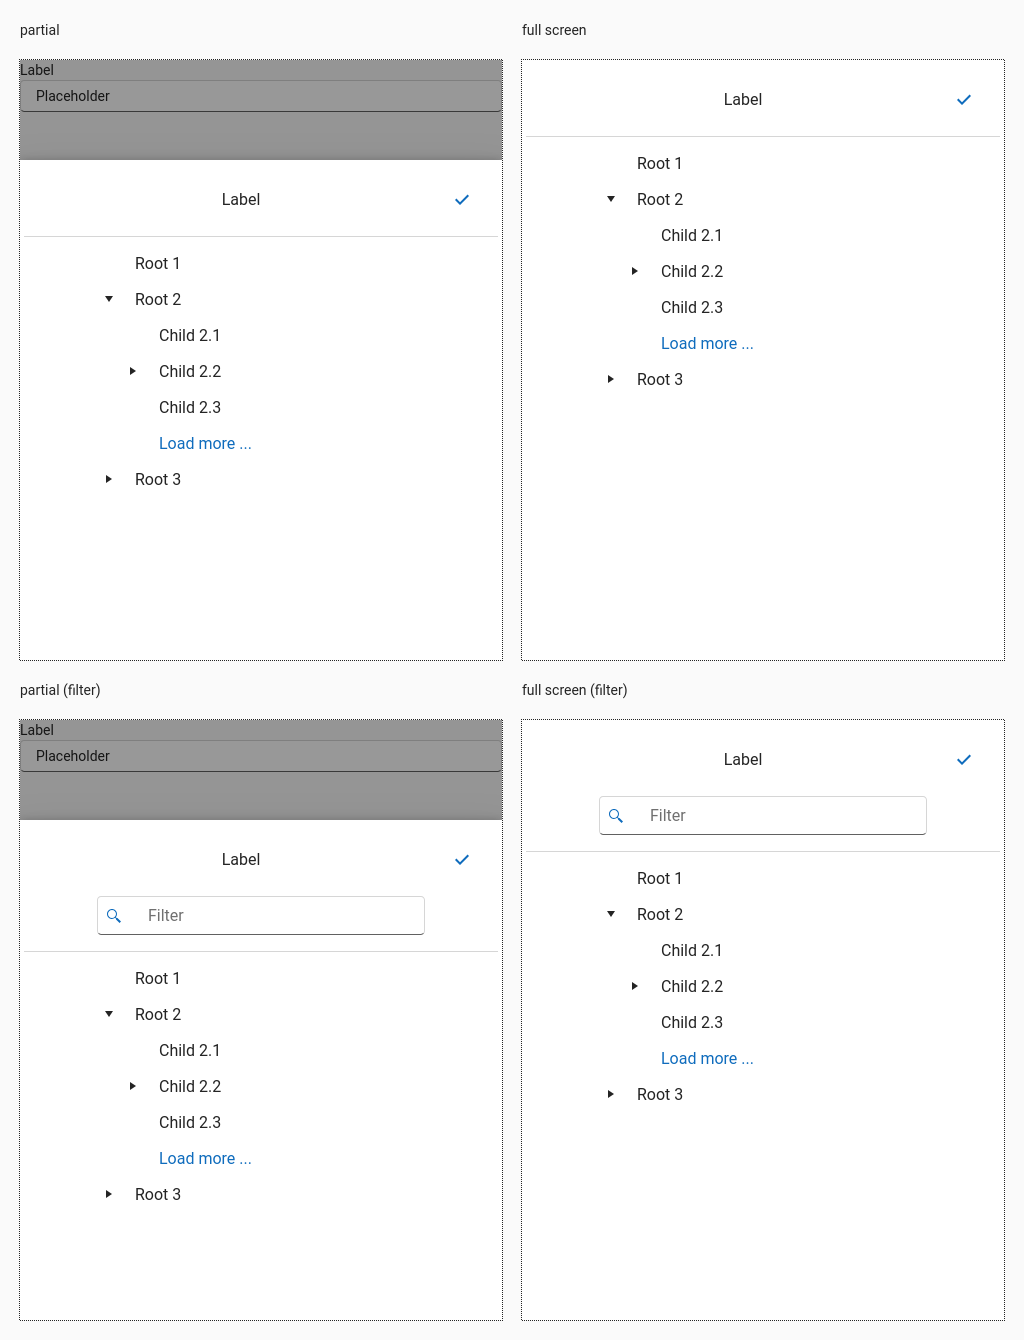 partial
Label
Placeholder
Label
Root 1
Root 2
Child 2.1
Child 2.2
Child 2.3
Load more ...
Root 3
full screen
Label
Root 1
Root 2
Child 2.1
Child 2.2
Child 2.3
Load more ...
Root 3
partial (filter)
Label
Placeholder
Label
Filter
Root 1
Root 2
Child 2.1
Child 2.2
Child 2.3
Load more ...
Root 3
full screen (filter)
Label
Filter
Root 1
Root 2
Child 2.1
Child 2.2
Child 2.3
Load more ...
Root 3